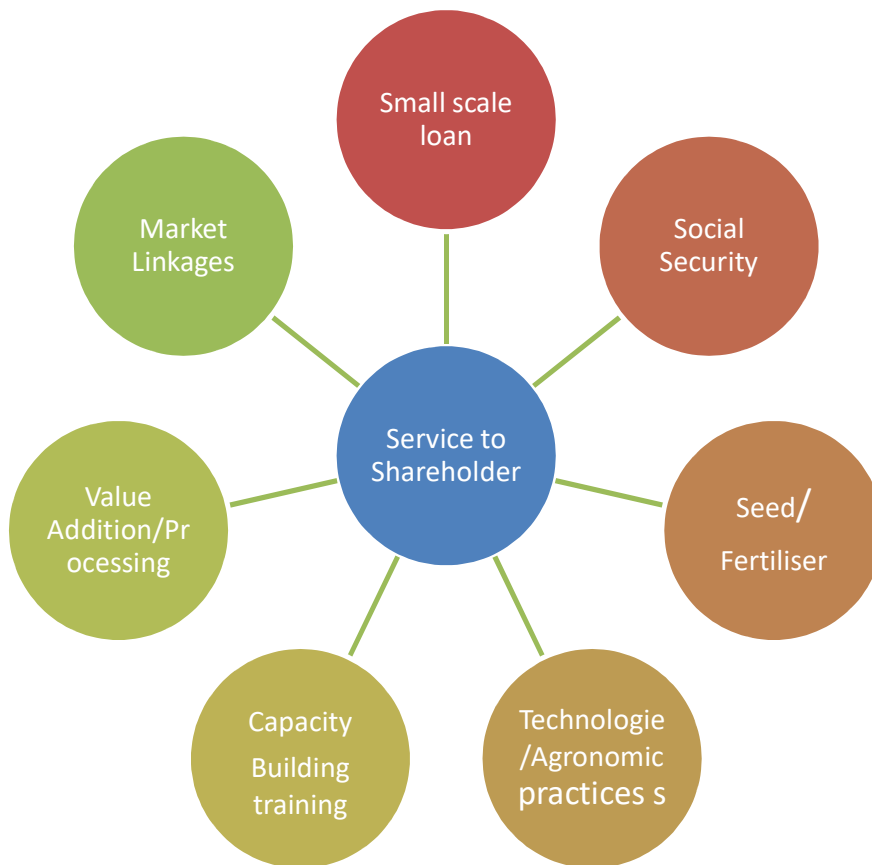 Small scale
loan
Social
Security
Seed/
Fertiliser
Technologie
/Agronomic
practices s
Capacity
Building
training
Value
Addition/Pr
ocessing
Market
Linkages
Service to
Shareholder